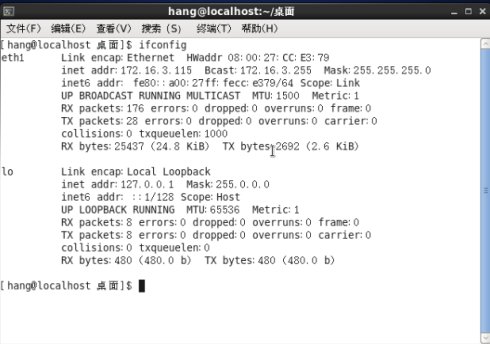 hang@localhost:~/桌面
文件(F) 编辑(E) 查看(V) 搜索 (S) 终端(T) 帮助(H)
[hang@localhost 桌面]$ ifconfig
eth1 Link encap:Ethernet HWaddr 08:00:27:CC:E3:79
inet addr:172.16.3.115 Bcast:172.16.3.255 Mask:255.255.255.0
inet6 addr: fe80::a00:27ff:fecc:e379/64 Scope:Link
UP BROADCAST RUNNING MULTICAST MTU:1500 Metric:1
RX packets:176 errors:0 dropped:0 overruns:0 frame:0
TX packets:28 errors:0 dropped:0 overruns:0 carrier:0
collisions:0 txqueuelen:1000
RX bytes:25437 (24.8 KiB) TX bytes:2692 (2.6 KiB)
lo Link encap:Local Loopback
inet addr:127.0.0.1 Mask:255.0.0.0
inet6 addr: ::1/128 Scope:Host
UP LOOPBACK RUNNING MTU:65536 Metric:1
RX packets:8 errors:0 dropped:0 overruns:0 frame:0
TX packets:8 errors:0 dropped:0 overruns:0 carrier:0
collisions:0 txqueuelen:0
RX bytes:480 (480.0 b) TX bytes:480 (480.0 b)
[hang@localhost 桌面]$